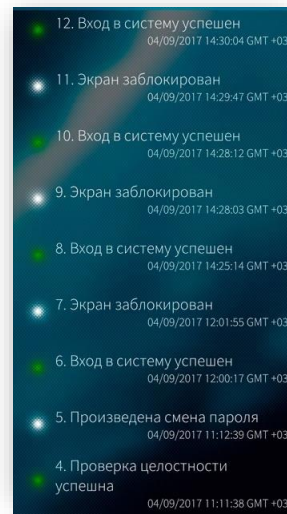 12. Вход в систему успешен
04/09/2017 14:30:04 GMT +03
11. Экран заблокирован
04/09/2017 14:29:47 GMT +03
10. Вход в систему успешен
04/09/2017 14:28:12 GMT +03
9. Экран заблокирован
04/09/2017 14:28:03 GMT +03
8. Вход в систему успешен
04/09/2017 14:25:14 GMT +03
7. Экран заблокирован
04/09/2017 12:01:55 GMT +03
6. Вход в систему успешен
04/09/2017 12:00:17 GMT +03
5. Произведена смена пароля
04/09/2017 11:12:39 GMT +03
4. Проверка целостности
успешна
04/09/2017 11:11:38 GMT +03